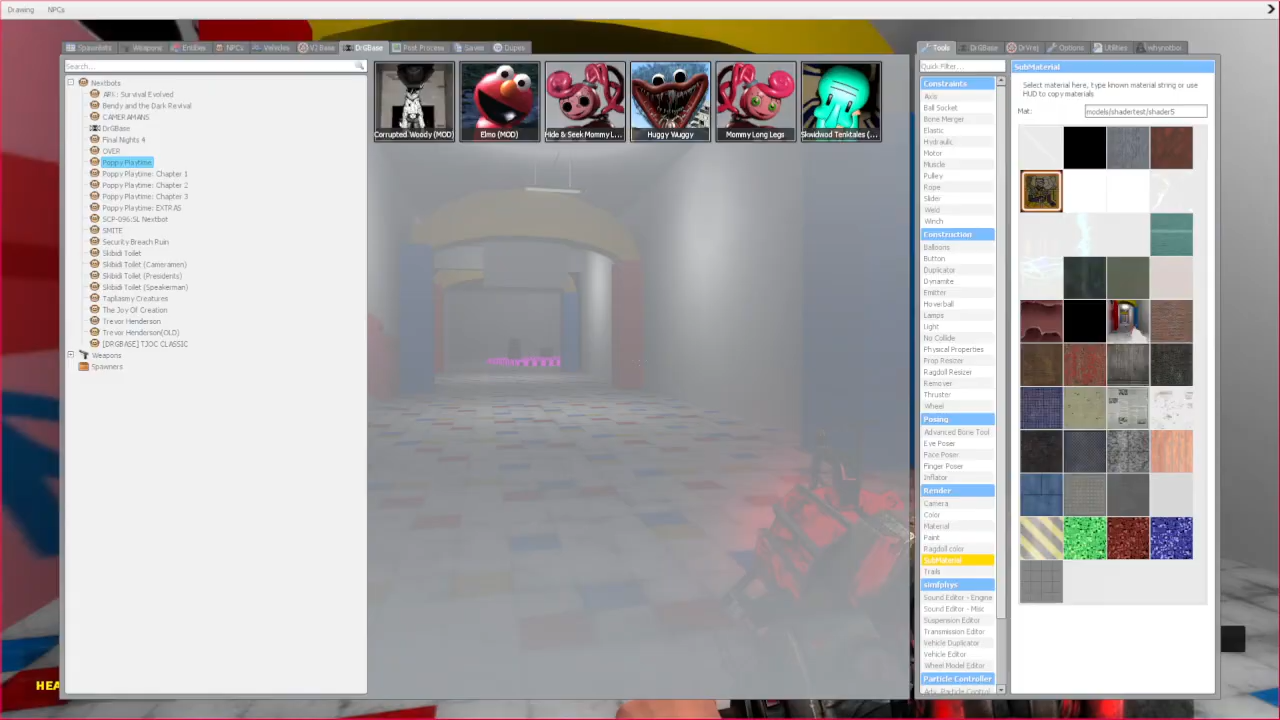 Drawing NPCs
Spawnlists Weapons Entities NPCs Vehicles VJ Base DrGBase Post Process Saves Dupes
Search...
Nextbots
ARK: Survival Evolved
Bendy and the Dark Revival
CAMERAMANS
DrGBase
Final Nights 4
OVER
Poppy Playtime
Poppy Playtime: Chapter 1
Poppy Playtime: Chapter 2
Poppy Playtime: Chapter 3
Poppy Playtime: EXTRAS
SCP-096:SL Nextbot
SMITE
Security Breach Ruin
Skibidi Toilet
Skibidi Toilet (Cameramen)
Skibidi Toilet (Presidents)
Skibidi Toilet (Speakerman)
Taplasmy Creatures
The Joy Of Creation
Trevor Henderson
Trevor Henderson(OLD)
[DRGBASE] TJOC CLASSIC
Weapons
Spawners
Corrupted Woody (MOD) Elmo (MOD) Hide & Seek Mommy L... Huggy Wuggy Mommy Long Legs Skwidwod Tenktales (...
HEA
Tools DrGBase DrVrej Options Utilities whynotboi
Quick Filter...
Constraints
Axis
Ball Socket
Bone Merger
Elastic
Hydraulic
Motor
Muscle
Pulley
Rope
Slider
Weld
Winch
Construction
Balloons
Button
Duplicator
Dynamite
Emitter
Hoverball
Lamps
Light
No Collide
Physical Properties
Prop Resizer
Ragdoll Resizer
Remover
Thruster
Wheel
Posing
Advanced Bone Tool
Eye Poser
Face Poser
Finger Poser
Inflator
Render
Camera
Color
Material
Paint
Ragdoll color
SubMaterial
Trails
simfphys
Sound Editor - Engine
Sound Editor - Misc
Suspension Editor
Transmission Editor
Vehicle Duplicator
Vehicle Editor
Wheel Model Editor
Particle Controller
Adv. Particle Control
SubMaterial
Select material here, type known material string or use
HUD to copy materials
Mat: models/shadertest/shader5